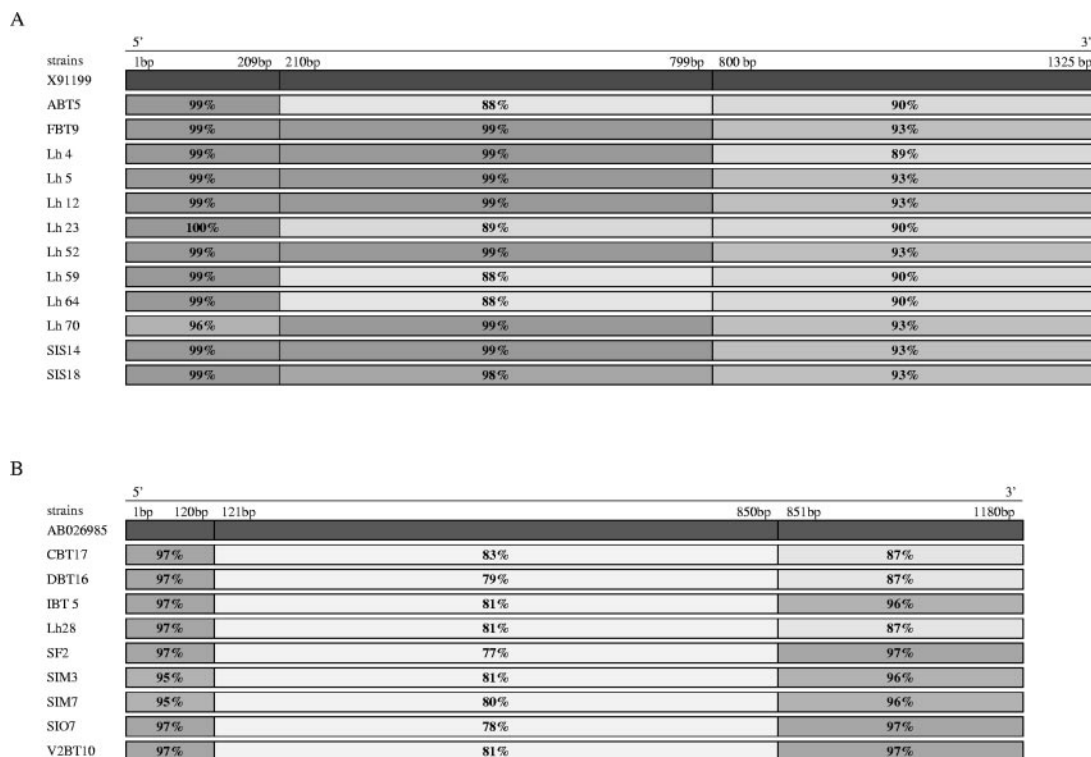 A
5' 3'
strains 1bp 209bp 210bp 799bp 800 bp 1325 bp
X91199
ABT5 99% 88% 90%
FBT9 99% 99% 93%
Lh 4 99% 99% 89%
Lh 5 99% 99% 93%
Lh 12 99% 99% 93%
Lh 23 100% 89% 90%
Lh 52 99% 99% 93%
Lh 59 99% 88% 90%
Lh 64 99% 88% 90%
Lh 70 96% 99% 93%
SIS14 99% 99% 93%
SIS18 99% 98% 93%
B
5' 3'
strains 1bp 120bp 121bp 850bp 851bp 1180bp
AB026985
CBT17 97% 83% 87%
DBT16 97% 79% 87%
IBT 5 97% 81% 96%
Lh28 97% 81% 87%
SF2 97% 77% 97%
SIM3 95% 81% 96%
SIM7 95% 80% 96%
SIO7 97% 78% 97%
V2BT10 97% 81% 97%